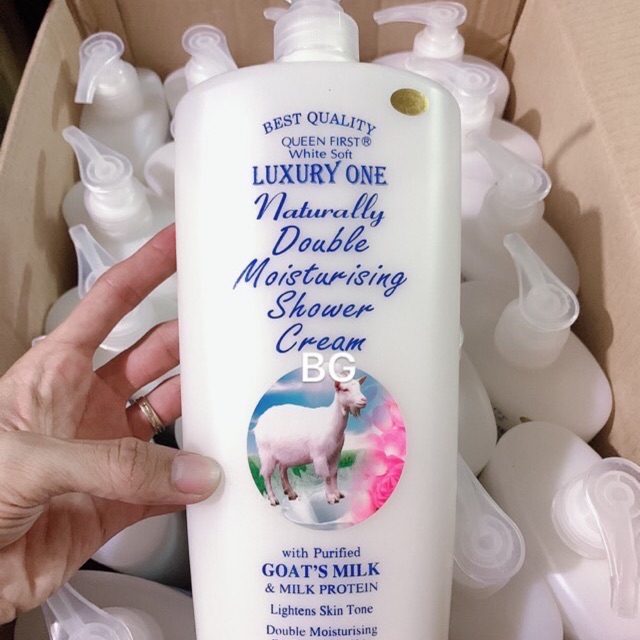 BEST QUALITY
QUEEN FIRST®
White Soft
LUXURY ONE
Naturally
Double
Moisturising
Shower
Cream
BG
with Purified
GOAT'S MILK
& MILK PROTEIN
Lightens Skin Tone
Double Moisturising